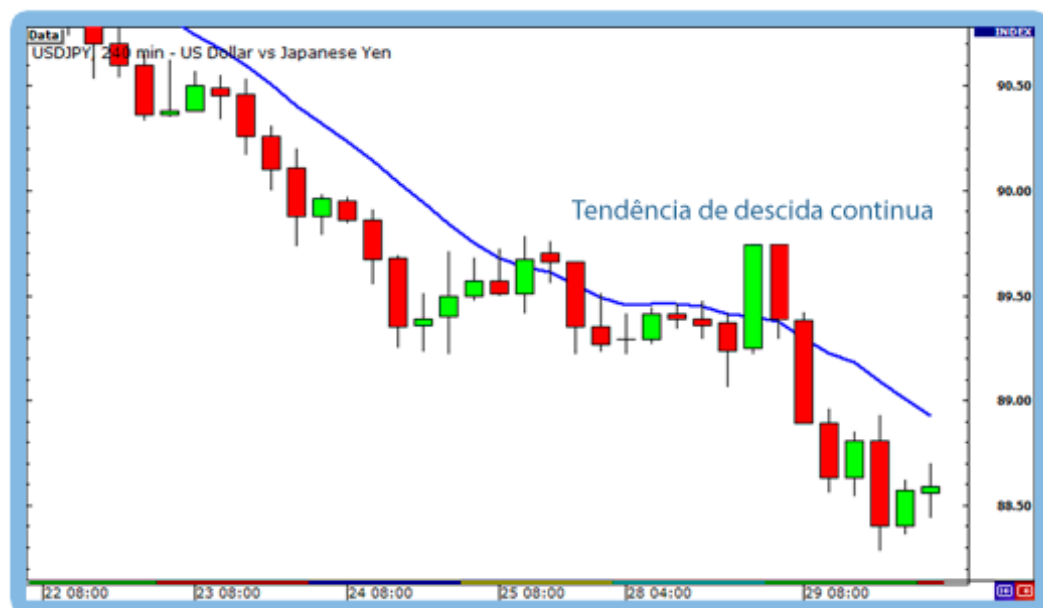 Data
INDEX
USDJPY, 240 min - US Dollar vs Japanese Yen
90.50
90.00
Tendência de descida continua
89.50
89.00
88.50
22 08:00 23 08:00 24 08:00 25 08:00 28 04:00 29 08:00